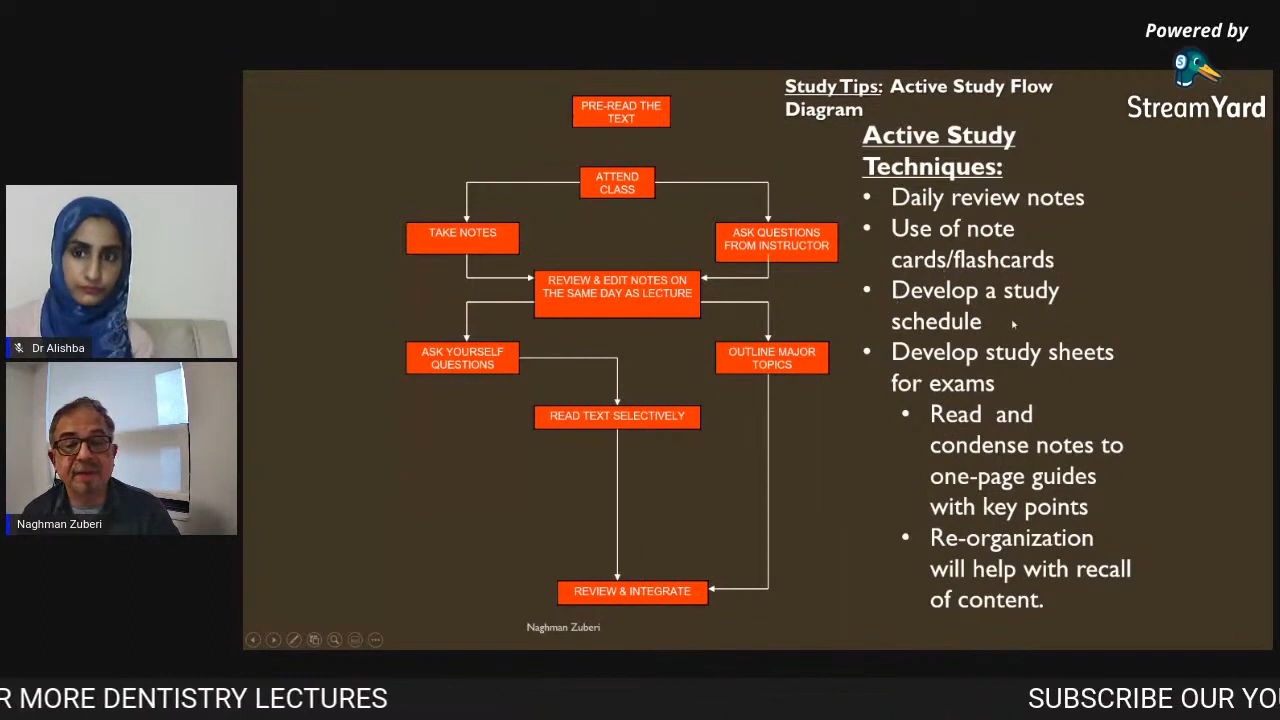 Powered by
StreamYard
Study Tips: Active Study Flow
Diagram
PRE-READ THE
TEXT
ATTEND
CLASS
TAKE NOTES
ASK QUESTIONS
FROM INSTRUCTOR
REVIEW & EDIT NOTES ON
THE SAME DAY AS LECTURE
ASK YOURSELF
QUESTIONS
OUTLINE MAJOR
TOPICS
READ TEXT SELECTIVELY
REVIEW & INTEGRATE
Naghman Zuberi
Active Study
Techniques:
• Daily review notes
• Use of note
cards/flashcards
• Develop a study
schedule
• Develop study sheets
for exams
• Read and
condense notes to
one-page guides
with key points
• Re-organization
will help with recall
of content.
Dr Alishba
Naghman Zuberi
R MORE DENTISTRY LECTURES
SUBSCRIBE OUR YO